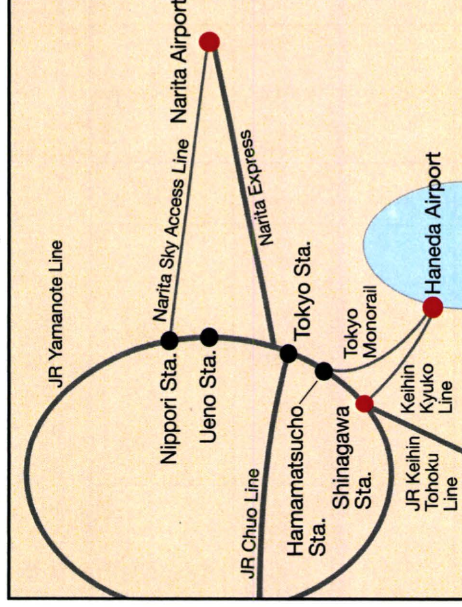 JR Yamanote Line
Narita Sky Access Line
Narita Airport
Nippori Sta.
Ueno Sta.
Narita Express
Tokyo Sta.
JR Chuo Line
Hamamatsucho
Sta.
Tokyo
Monorail
Shinagawa
Sta.
Haneda Airport
Keihin
Kyuko
Line
JR Keihin
Tohoku
Line